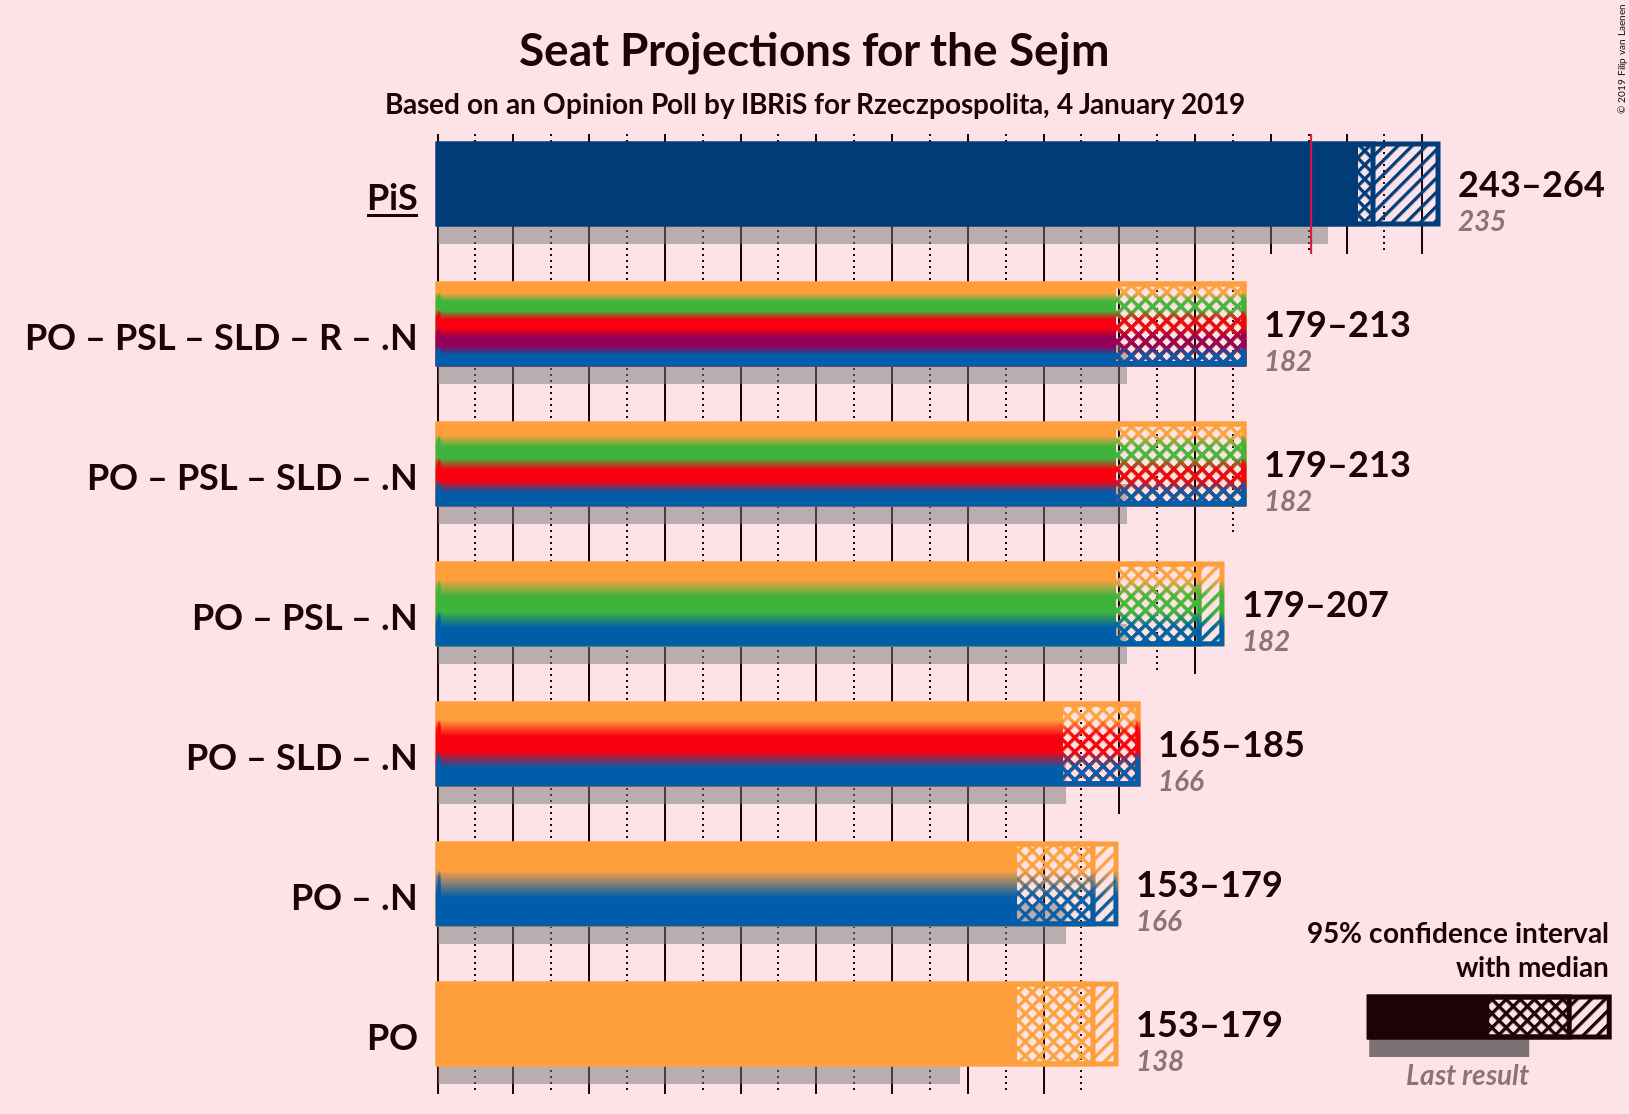 Seat Projections for the Sejm
Based on an Opinion Poll by IBRiS for Rzeczpospolita, 4 January 2019
© 2019 Filip van Laenen
PiS
243–264
235
PO – PSL – SLD – R – .N
179–213
182
PO – PSL – SLD – .N
179–213
182
PO – PSL – .N
179–207
182
PO – SLD – .N
165–185
166
PO – .N
153–179
166
PO
153–179
138
95% confidence interval
with median
Last result